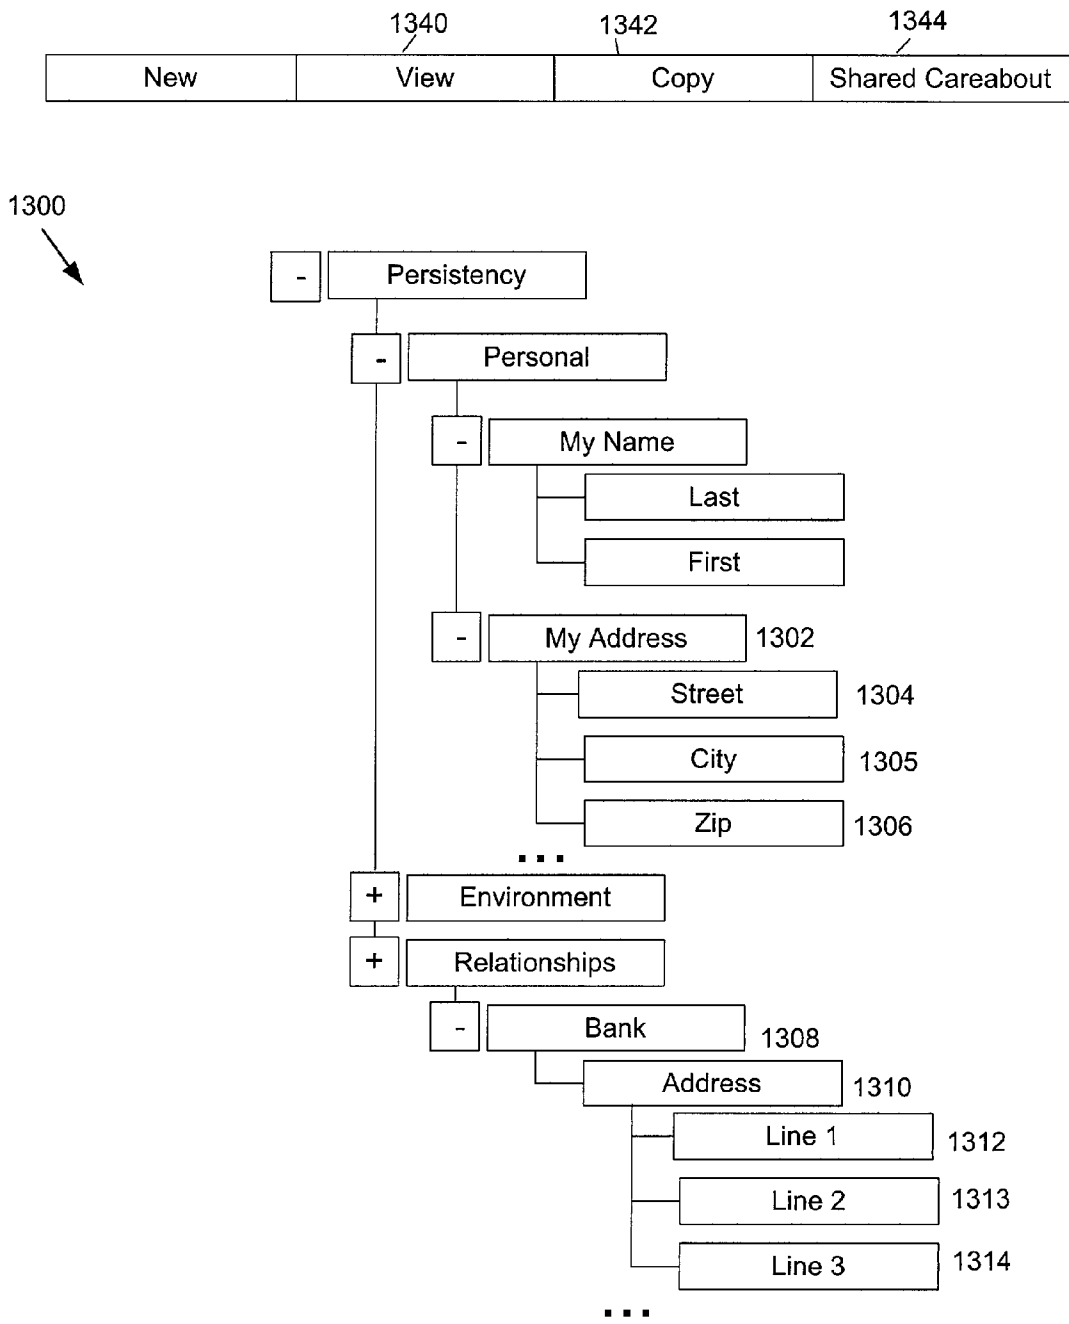 1340 1342 1344
New View Copy Shared Careabout
1300
- Persistency
- Personal
- My Name
Last
First
- My Address 1302
Street 1304
City 1305
Zip 1306
...
+ Environment
+ Relationships
- Bank 1308
Address 1310
Line 1 1312
Line 2 1313
Line 3 1314
...